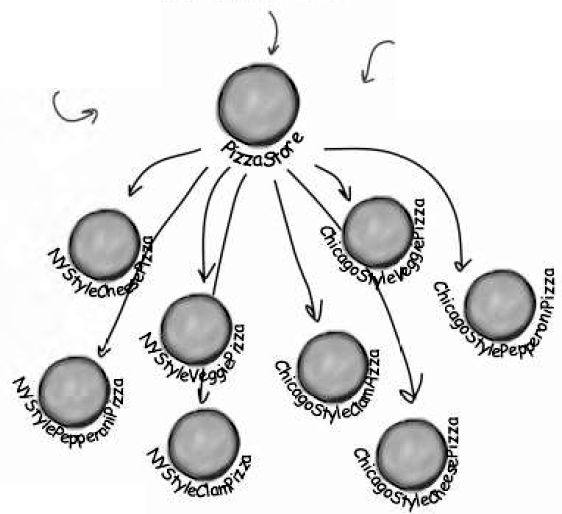 PizzaStore
NYStyleCheesePizza
ChicagoStyleVeggiePizza
ChicagoStylePepperoniPizza
NYStyleVeggiePizza
ChicagoStyleClamPizza
NYStylePepperoniPizza
NYStyleClamPizza
ChicagoStyleCheesePizza